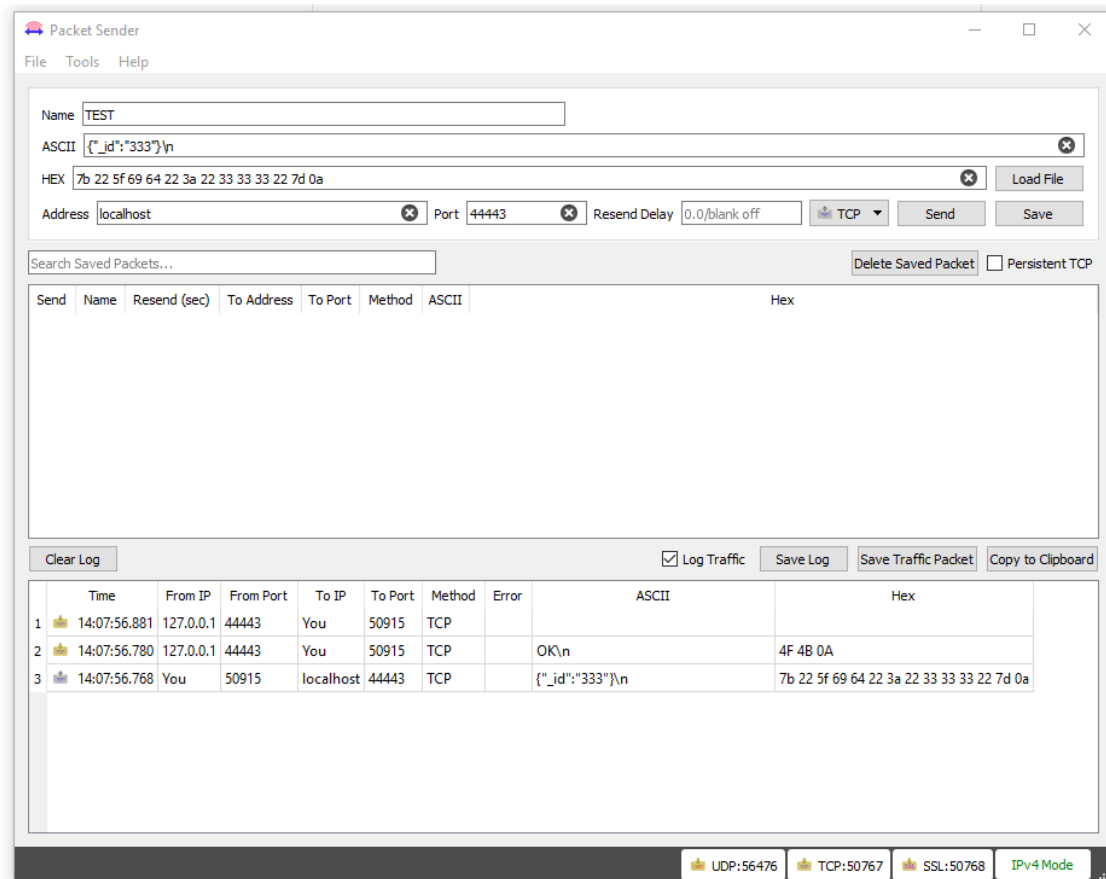 Packet Sender
File Tools Help
Name TEST
ASCII {"_id":"333"}\n
HEX 7b 22 5f 69 64 22 3a 22 33 33 33 22 7d 0a Load File
Address localhost Port 44443 Resend Delay 0.0/blank off TCP Send Save
Search Saved Packets... Delete Saved Packet Persistent TCP
Send Name Resend (sec) To Address To Port Method ASCII Hex
Clear Log Log Traffic Save Log Save Traffic Packet Copy to Clipboard
Time From IP From Port To IP To Port Method Error ASCII Hex
1 14:07:56.881 127.0.0.1 44443 You 50915 TCP
2 14:07:56.780 127.0.0.1 44443 You 50915 TCP OK\n 4F 4B 0A
3 14:07:56.768 You 50915 localhost 44443 TCP {"_id":"333"}\n 7b 22 5f 69 64 22 3a 22 33 33 33 22 7d 0a
UDP:56476 TCP:50767 SSL:50768 IPv4 Mode